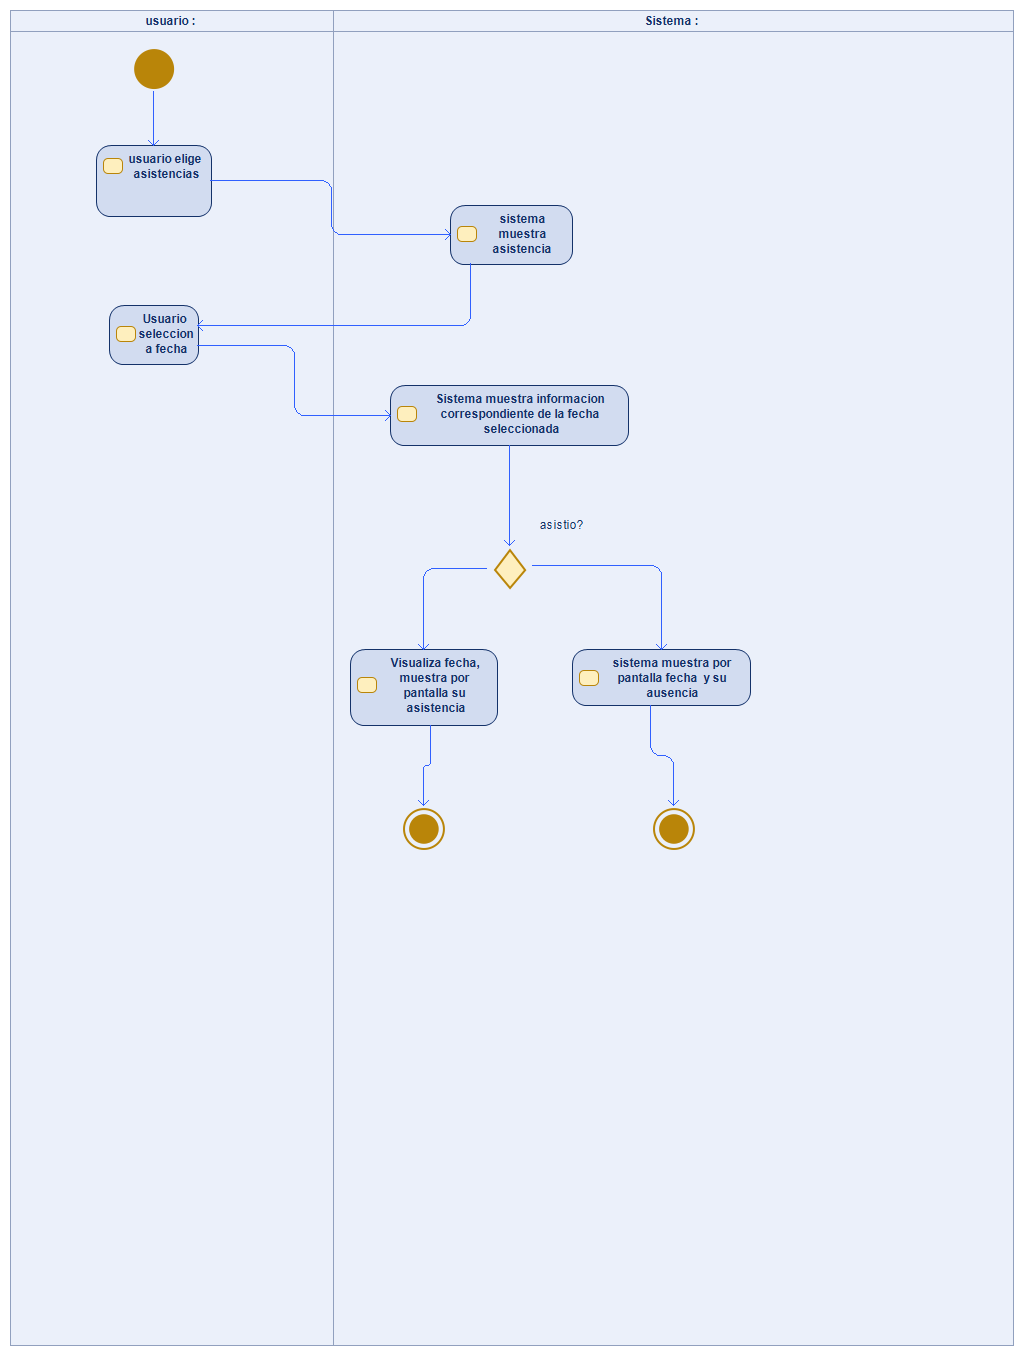 usuario :
Sistema :
usuario elige
asistencias
sistema
muestra
asistencia
Usuario
seleccion
a fecha
Sistema muestra informacion
correspondiente de la fecha
seleccionada
asistio?
Visualiza fecha,
muestra por
pantalla su
asistencia
sistema muestra por
pantalla fecha y su
ausencia